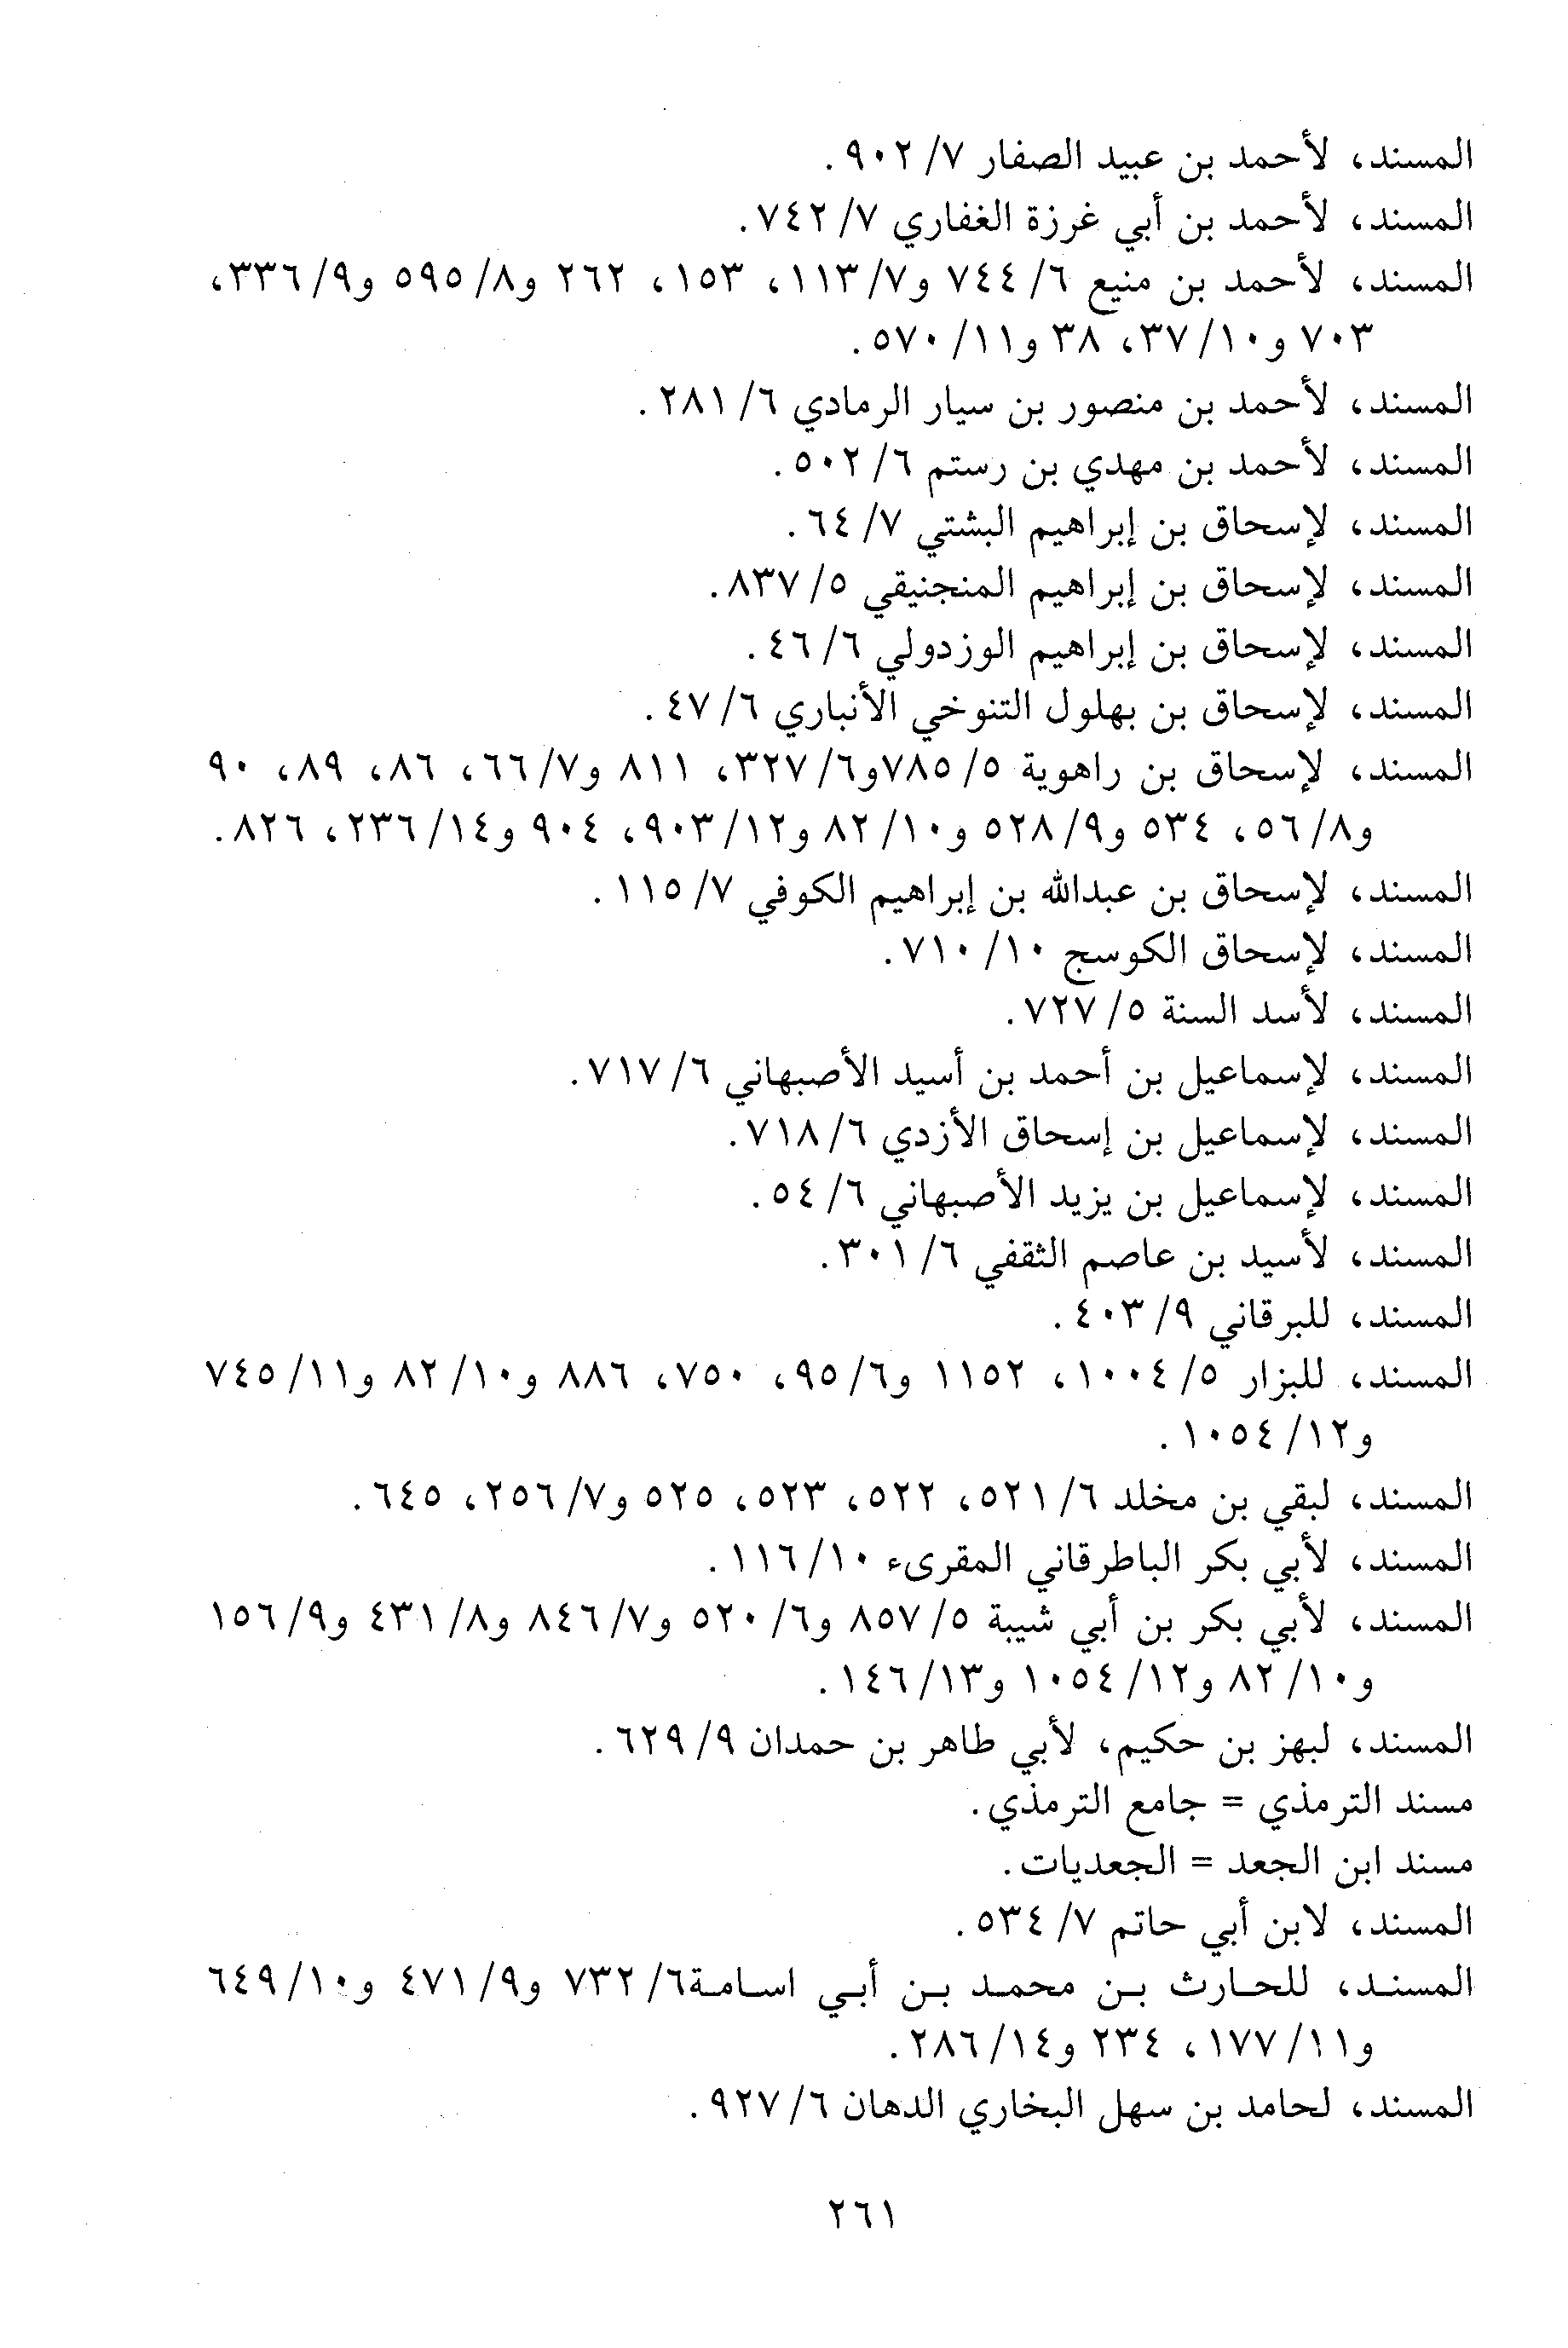 المسند، لأحمد بن عبيد الصفار ٧/ ٩٠٢.
المسند، لأحمد بن أبي غرزة الغفاري ٧/ ٧٤٢.
المسند، لأحمد بن منيع ٦/ ٧٤٤ و٧/ ١١٣، ١٥٣، ٢٦٢ و٨/ ٥٩٥ و٩/ ٣٣٦،
٧٠٣ و١٠/ ٣٧، ٣٨ و١١/ ٥٧٠.
المسند، لأحمد بن منصور بن سيار الرمادي ٦/ ٢٨١.
المسند، لأحمد بن مهدي بن رستم ٦/ ٥٠٢.
المسند، لإسحاق بن إبراهيم البشتي ٧/ ٦٤.
المسند، لإسحاق بن إبراهيم المنجنيقي ٥/ ٨٣٧.
المسند، لإسحاق بن إبراهيم الوزدولي ٦/ ٤٦.
المسند، لإسحاق بن بهلول التنوخي الأنباري ٦/ ٤٧.
المسند، لإسحاق بن راهوية ٥/ ٧٨٥و٦/ ٣٢٧، ٨١١ و٧/ ٦٦، ٨٦، ٨٩، ٩٠
و٨/ ٥٦، ٥٣٤ و٩/ ٥٢٨ و١٠/ ٨٢ و١٢/ ٩٠٣، ٩٠٤ و١٤/ ٢٣٦، ٨٢٦.
المسند، لإسحاق بن عبدالله بن إبراهيم الكوفي ٧/ ١١٥.
المسند، لإسحاق الكوسج ١٠/ ٧١٠.
المسند، لأسد السنة ٥/ ٧٢٧.
المسند، لإسماعيل بن أحمد بن أسيد الأصبهاني ٦/ ٧١٧.
المسند، لإسماعيل بن إسحاق الأزدي ٦/ ٧١٨.
المسند، لإسماعيل بن يزيد الأصبهاني ٦/ ٥٤.
المسند، لأسيد بن عاصم الثقفي ٦/ ٣٠١.
المسند، للبرقاني ٩/ ٤٠٣.
المسند، للبزار ٥/ ١٠٠٤، ١١٥٢ و٦/ ٩٥، ٧٥٠، ٨٨٦ و١٠/ ٨٢ و١١/ ٧٤٥
و١٢/ ١٠٥٤.
المسند، لبقي بن مخلد ٦/ ٥٢١، ٥٢٢، ٥٢٣، ٥٢٥ و٧/ ٢٥٦، ٦٤٥.
المسند، لأبي بكر الباطرقاني المقرىء ١٠/ ١١٦.
المسند، لأبي بكر بن أبي شيبة ٥/ ٨٥٧ و٦/ ٥٢٠ و٧/ ٨٤٦ و٨/ ٤٣١ و٩/ ١٥٦
و١٠/ ٨٢ و١٢/ ١٠٥٤ و١٣/ ١٤٦.
المسند، لبهز بن حكيم، لأبي طاهر بن حمدان ٩/ ٦٢٩.
مسند الترمذي = جامع الترمذي.
مسند ابن الجعد = الجعديات.
المسند، لابن أبي حاتم ٧/ ٥٣٤.
المسند، للحارث بن محمد بن أبي اسامة٦/ ٧٣٢ و٩/ ٤٧١ و١٠/ ٦٤٩
و١١/ ١٧٧، ٢٣٤ و١٤/ ٢٨٦.
المسند، لحامد بن سهل البخاري الدهان ٦/ ٩٢٧.
٢٦١